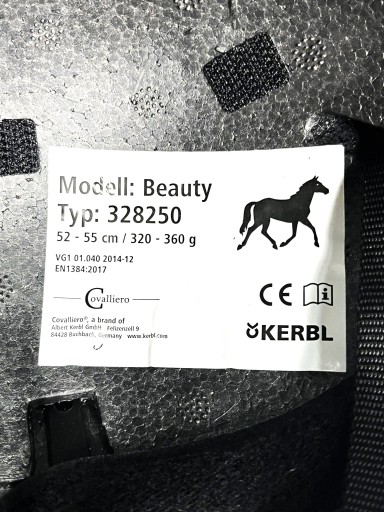 Modell: Beauty
Typ: 328250
52 - 55 cm / 320 - 360 g
VG1 01.040 2014-12
EN1384:2017
Covalliero
CE
Covalliero®, a brand of
Albert Kerbl GmbH Felizenzell 9
84428 Buchbach, Germany www.kerbl.com
KERBL